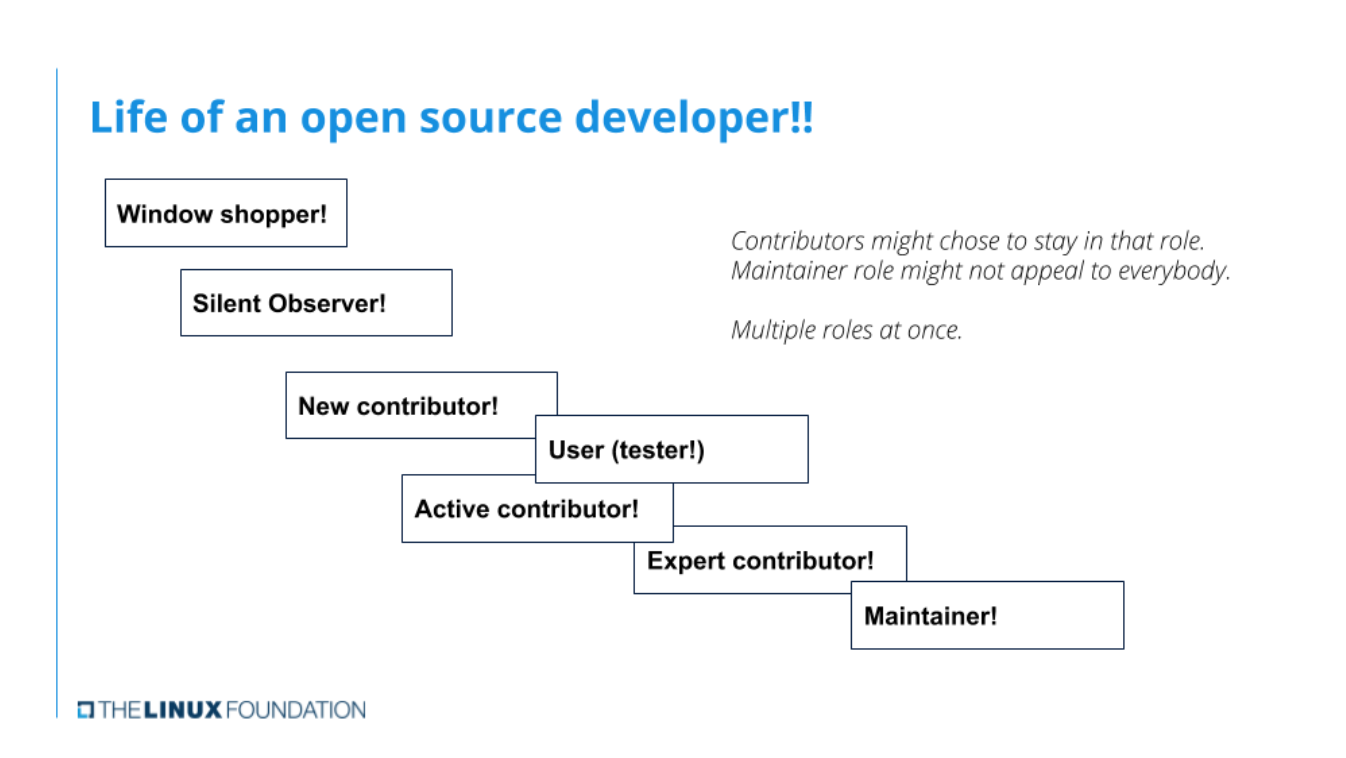 Life of an open source developer!!
Window shopper!
Contributors might chose to stay in that role.
Maintainer role might not appeal to everybody.
Silent Observer!
Multiple roles at once.
New contributor!
User (tester!)
Active contributor!
Expert contributor!
Maintainer!
THE LINUX FOUNDATION